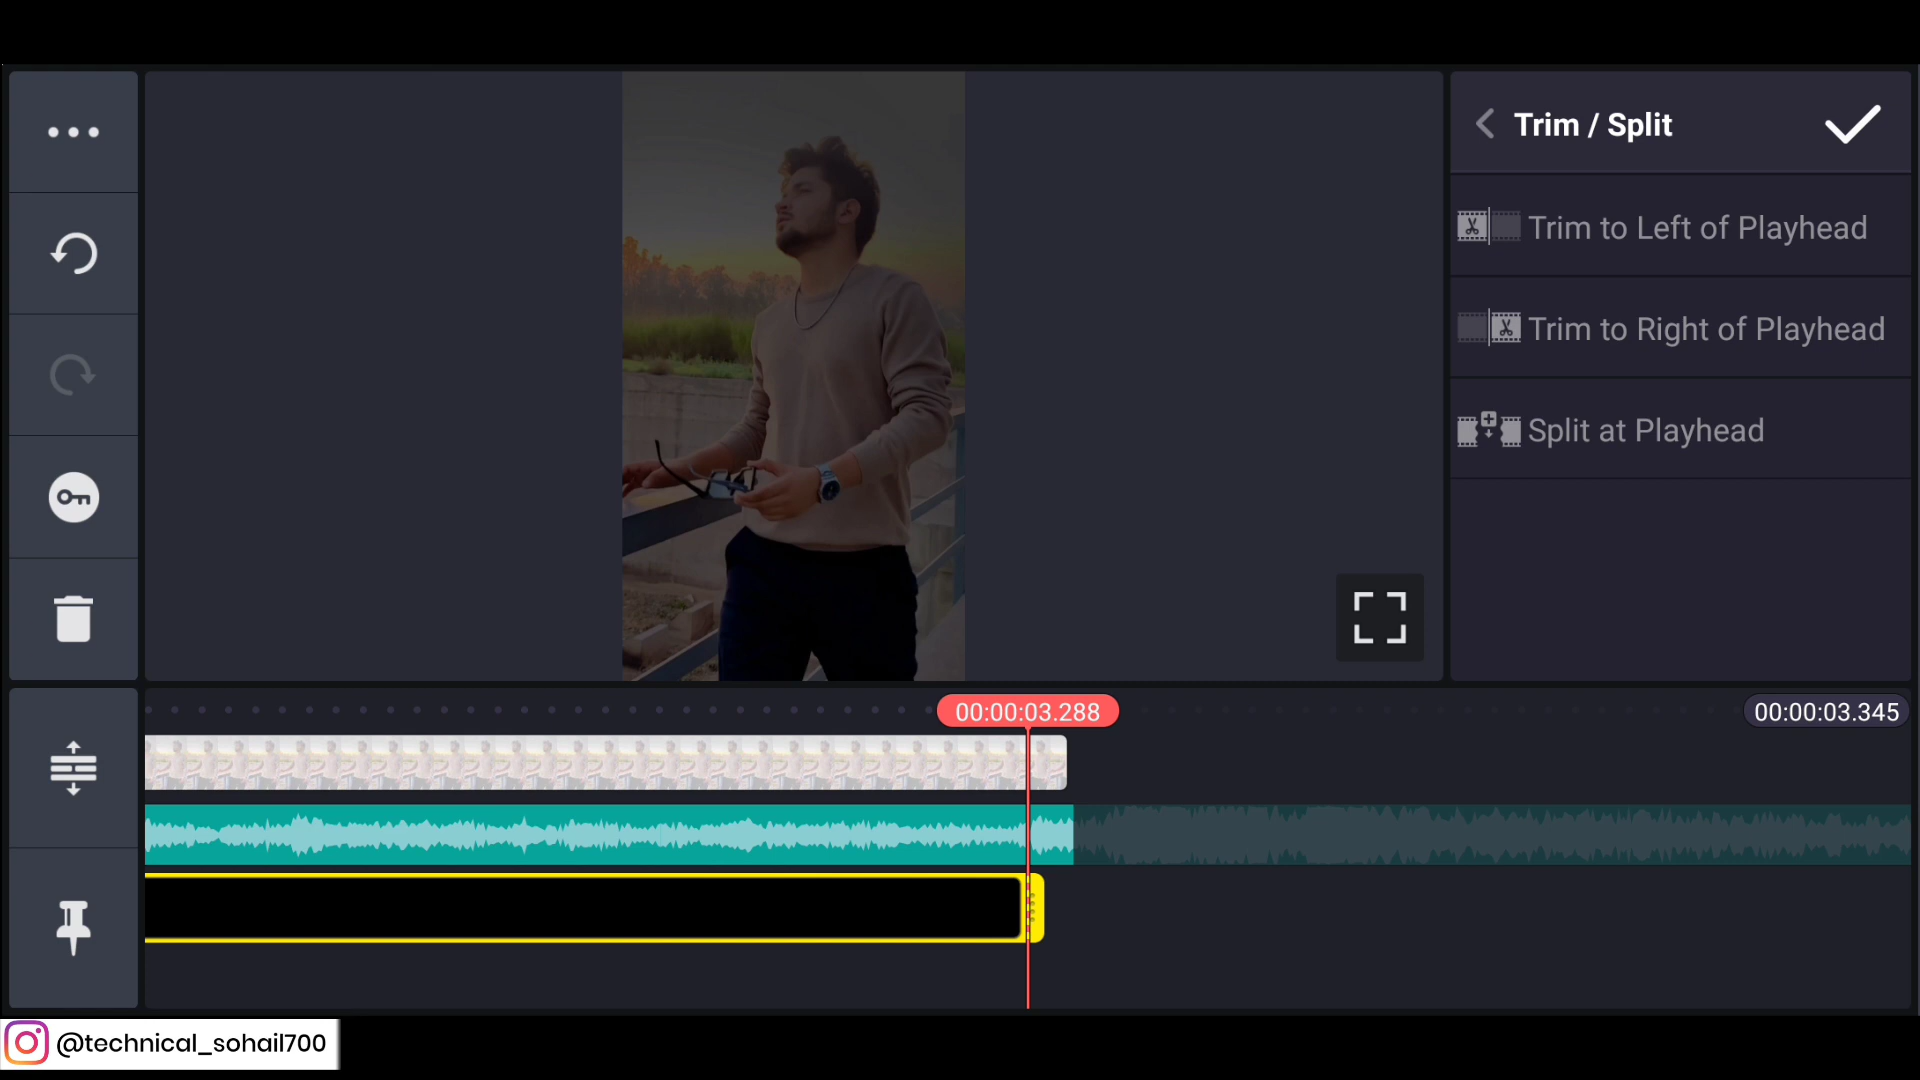 Trim / Split
Trim to Left of Playhead
Trim to Right of Playhead
Split at Playhead
00:00:03.288
00:00:03.345
@technical_sohail700